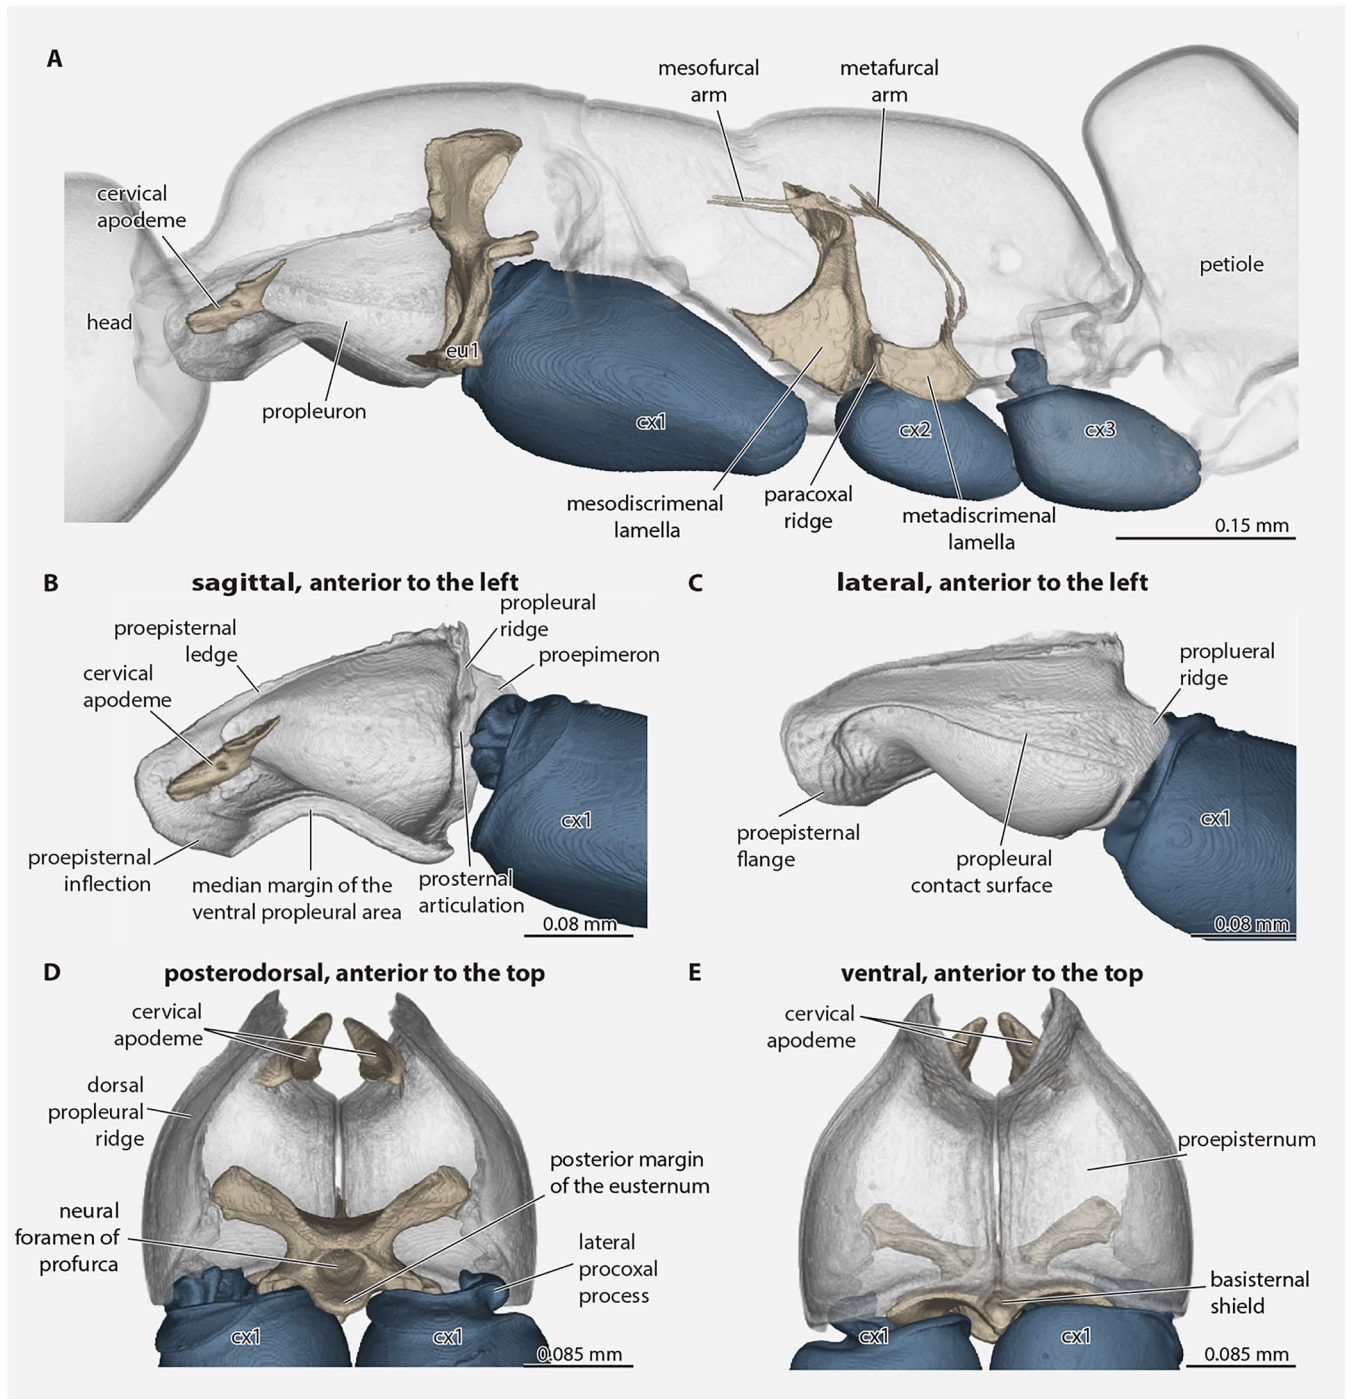 A
mesofurcal
arm
metafurcal
arm
cervical
apodeme
head
petiole
eu1
propleuron
cx1
cx2
cx3
mesodiscrimenal
lamella
paracoxal
ridge
metadiscrimenal
lamella
0.15 mm
B
sagittal, anterior to the left
proepisternal
ledge
cervical
apodeme
propleural
ridge
proepimeron
cx1
proepisternal
inflection
median margin of the
ventral propleural area
prosternal
articulation
0.08 mm
C
lateral, anterior to the left
proplueral
ridge
cx1
proepisternal
flange
propleural
contact surface
0.08 mm
D
posterodorsal, anterior to the top
cervical
apodeme
dorsal
propleural
ridge
posterior margin
of the eusternum
neural
foramen of
profurca
lateral
procoxal
process
cx1
cx1
0.085 mm
E
ventral, anterior to the top
cervical
apodeme
proepisternum
basisternal
shield
cx1
cx1
0.085 mm